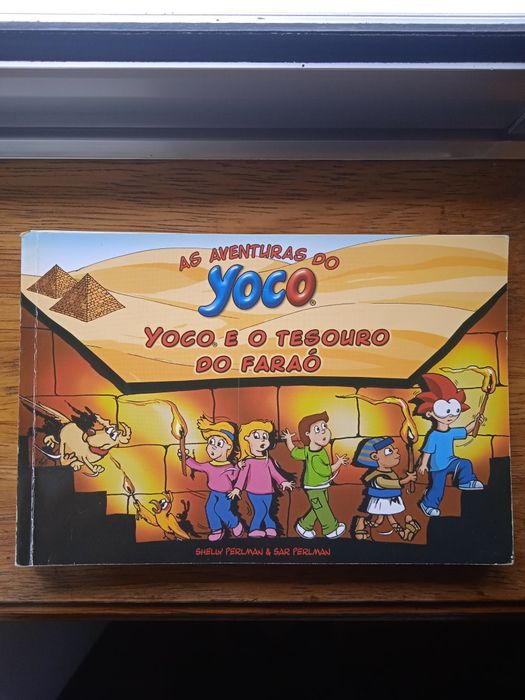 AS AVENTURAS DO
YOCO®
YOCO® E O TESOURO
DO FARAÓ
SHELLY PERLMAN & SAR PERLMAN